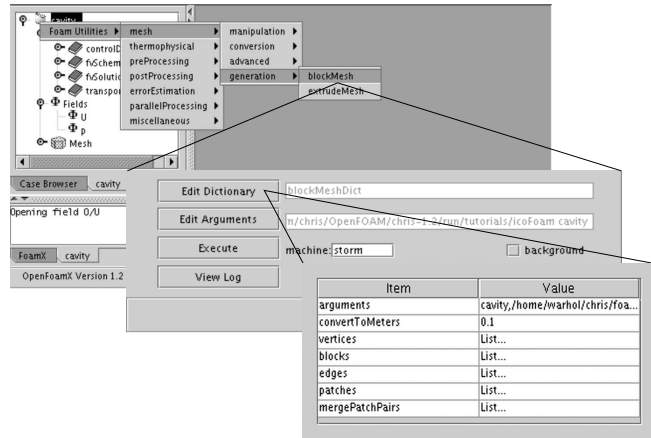 cavity
Foam Utilities
mesh
manipulation
controlD
thermophysical
conversion
fvSchem
preProcessing
advanced
fvSolutio
postProcessing
generation
blockMesh
transpor
errorEstimation
extrudeMesh
Fields
parallelProcessing
U
miscellaneous
p
Mesh
Case Browser cavity
Opening field 0/U
FoamX cavity
OpenFoamX Version 1.2
Edit Dictionary blockMeshDict
Edit Arguments n/chris/OpenFOAM/chris-1.2/run/tutorials/icoFoam cavity
Execute machine: storm background
View Log
Item Value
arguments cavity,/home/warhol/chris/foa...
convertToMeters 0.1
vertices List...
blocks List...
edges List...
patches List...
mergePatchPairs List...